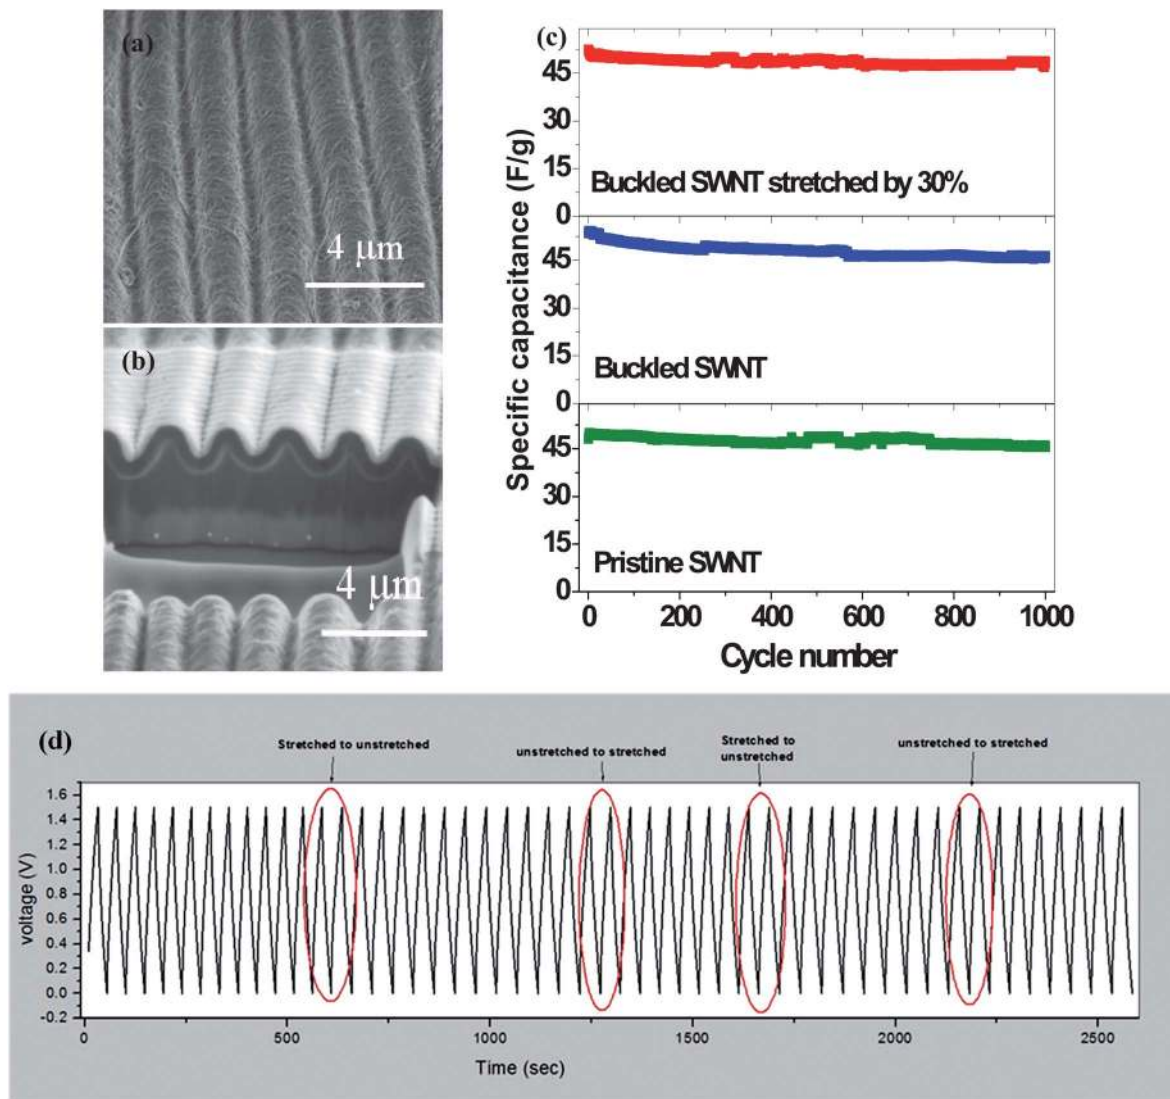 (a)
4 μm
(b)
4 μm
(c)
Specific capacitance (F/g)
45
30
15
0
Buckled SWNT stretched by 30%
45
30
15
0
Buckled SWNT
45
30
15
0
Pristine SWNT
0 200 400 600 800 1000
Cycle number
(d)
Stretched to unstretched
unstretched to stretched
Stretched to
unstretched
unstretched to stretched
voltage (V)
1.6
1.4
1.2
1.0
0.8
0.6
0.4
0.2
0.0
-0.2
0 500 1000 1500 2000 2500
Time (sec)